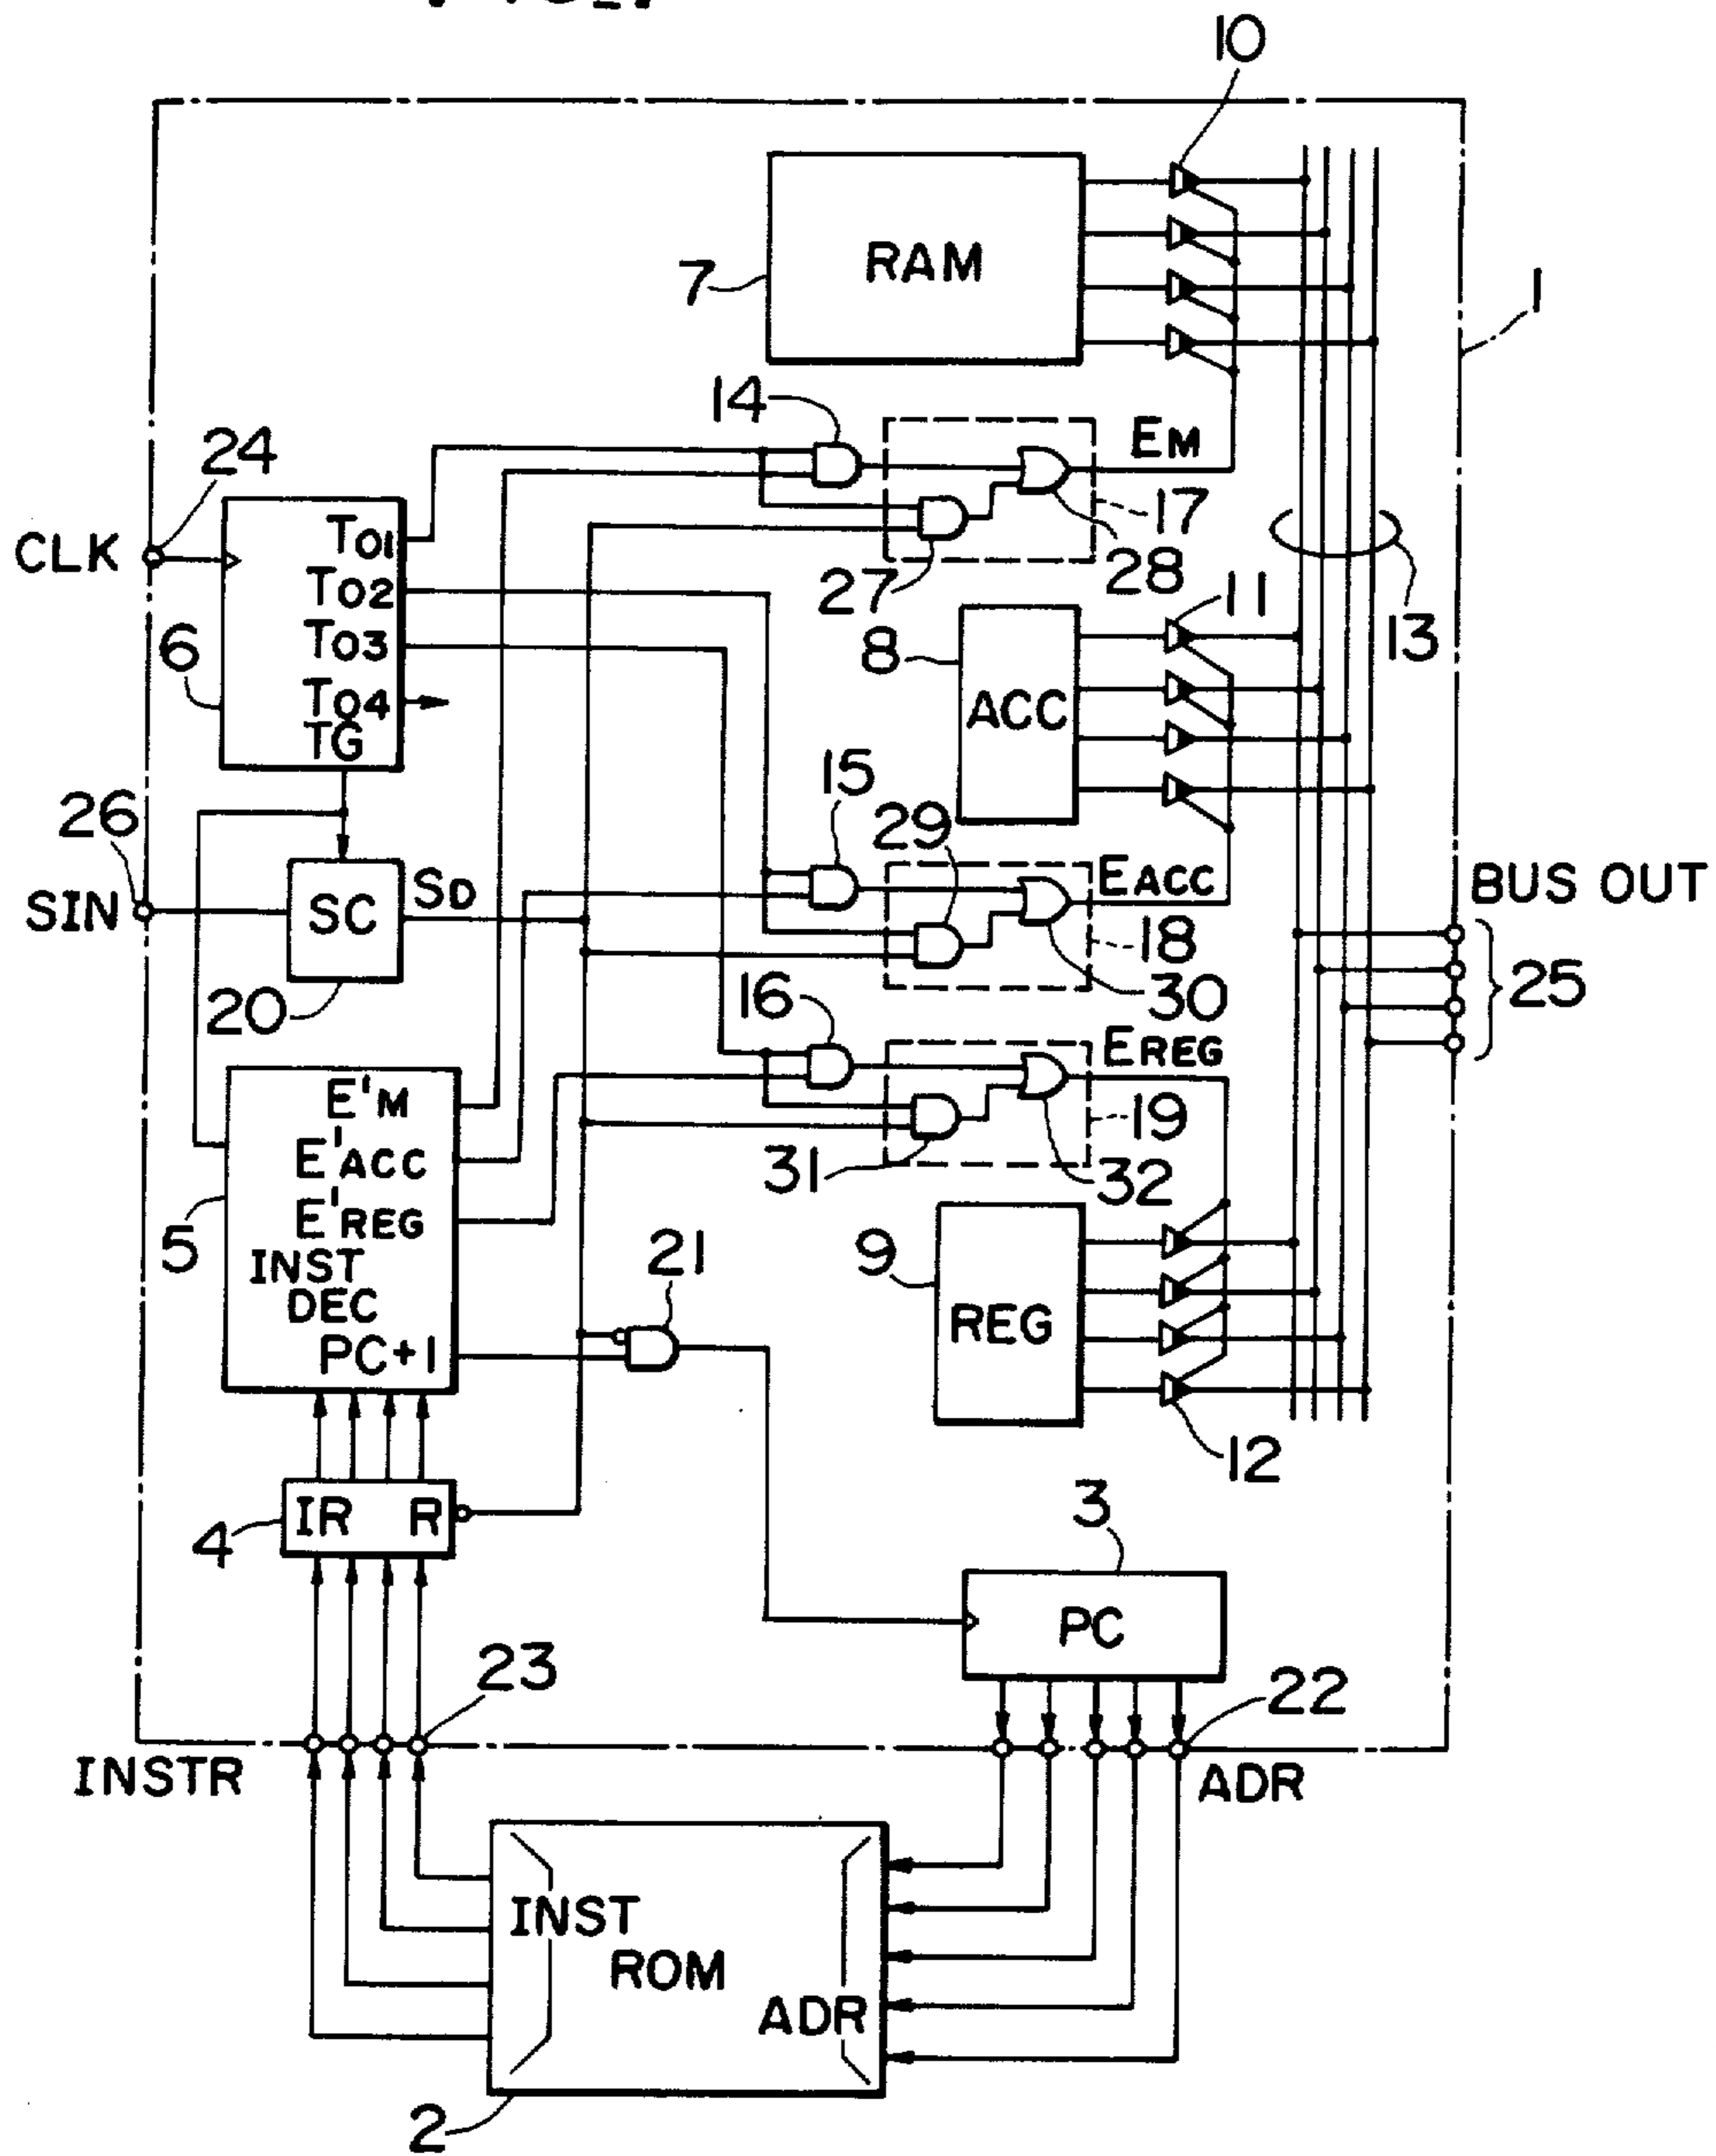 10
RAM
7
1
14
EM
24
17
CLK
TO1
27
28
TO2
11
13
6
TO3
8
TO4
ACC
TG
15
26
29
SIN
SC
SD
EACC
BUS OUT
18
20
16
30
25
EREG
E'M
19
E'ACC
31
32
5
E'REG
21
9
INST
DEC
REG
PC+1
12
4
IR
R
3
PC
23
22
INSTR
ADR
INST
ROM
ADR
2